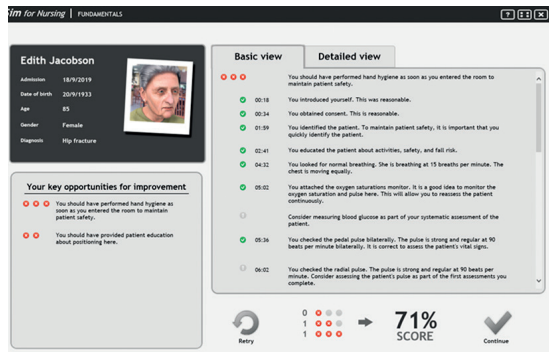 Sim for Nursing | FUNDAMENTALS
?
Edith Jacobson
Admission 18/9/2019
Date of birth 20/9/1933
Age 85
Gender Female
Diagnosis Hip fracture
Your key opportunities for improvement
You should have performed hand hygiene as
soon as you entered the room to maintain
patient safety.
You should have provided patient education
about positioning here.
Basic view
Detailed view
You should have performed hand hygiene as soon as you entered the room to
maintain patient safety.
00:18 You introduced yourself. This was reasonable.
00:34 You obtained consent. This is reasonable.
01:59 You identified the patient. To maintain patient safety, it is important that you
quickly identify the patient.
02:41 You educated the patient about activities, safety, and fall risk.
04:32 You looked for normal breathing. She is breathing at 15 breaths per minute. The
chest is moving equally.
05:02 You attached the oxygen saturations monitor. It is a good idea to monitor the
oxygen saturation and pulse here. This will allow you to reassess the patient
continuously.
Consider measuring blood glucose as part of your systematic assessment of the
patient.
05:36 You checked the pedal pulse bilaterally. The pulse is strong and regular at 90
beats per minute bilaterally. It is correct to assess the patient's vital signs.
06:02 You checked the radial pulse. The pulse is strong and regular at 90 beats per
minute. Consider assessing the patient's pulse as part of the first assessments you
complete.
Retry
0
1
1
71%
SCORE
Continue